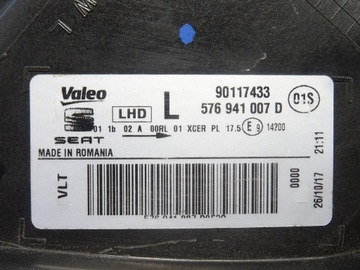 Valeo
SEAT
LHD
L
90117433
576 941 007 D
01S
01 1b 02 A 00RL 01 XCER PL 17.5 E 9 14200
MADE IN ROMANIA
VLT
21:11
0000
26/10/17